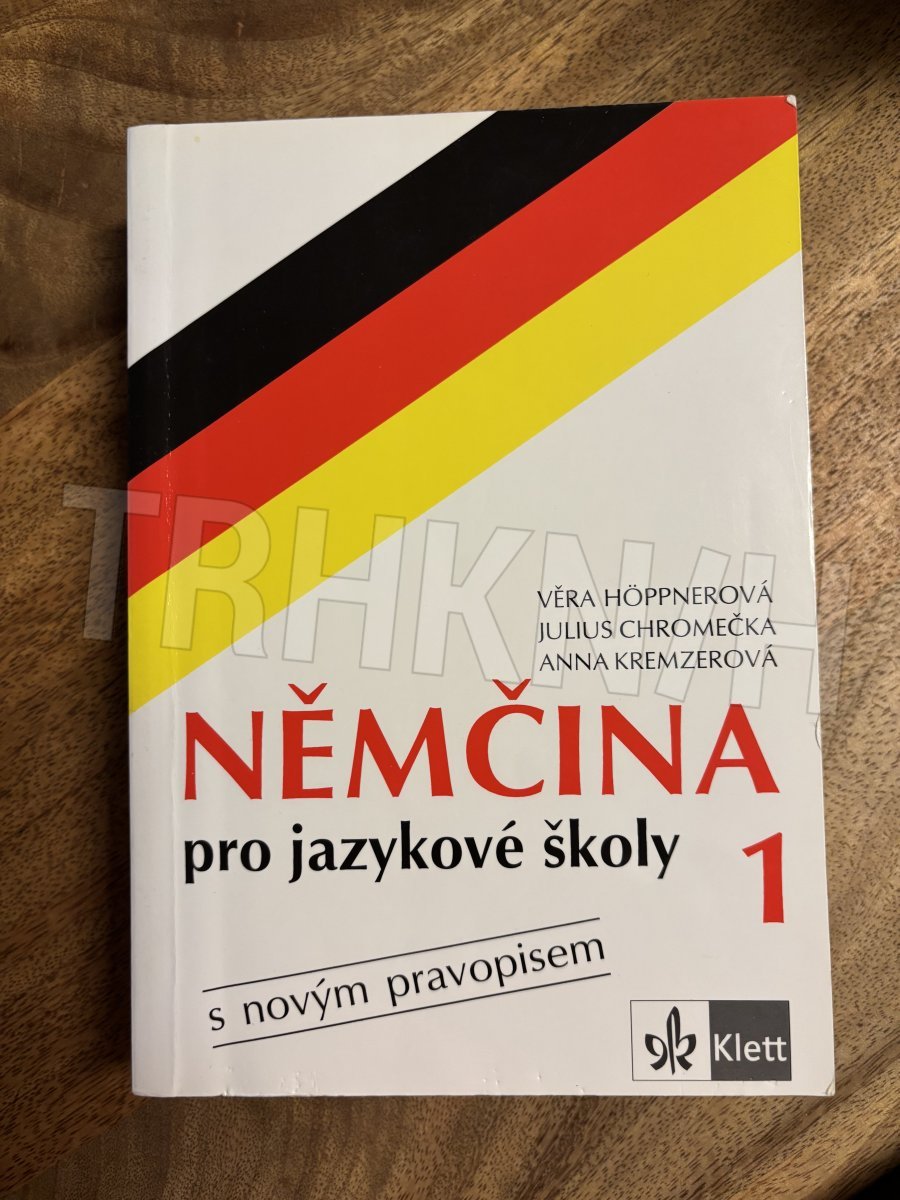 VĚRA HÖPPNEROVÁ
JULIUS CHROMEČKA
ANNA KREMZEROVÁ
NĚMČINA
pro jazykové školy 1
s novým pravopisem
Klett
TRHKNIH